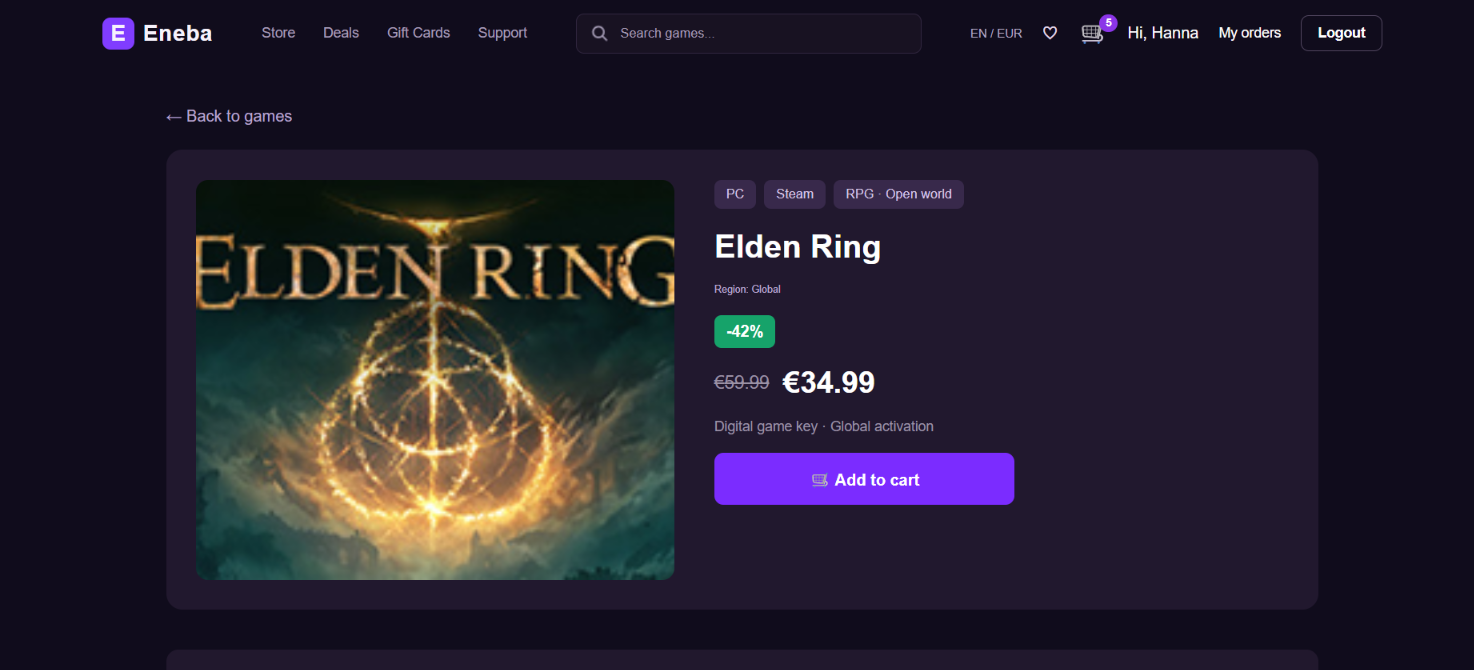 E Eneba Store Deals Gift Cards Support Search games... EN / EUR 5 Hi, Hanna My orders Logout
← Back to games
ELDEN RING
PC Steam RPG · Open world
Elden Ring
Region: Global
-42%
€59.99 €34.99
Digital game key · Global activation
Add to cart